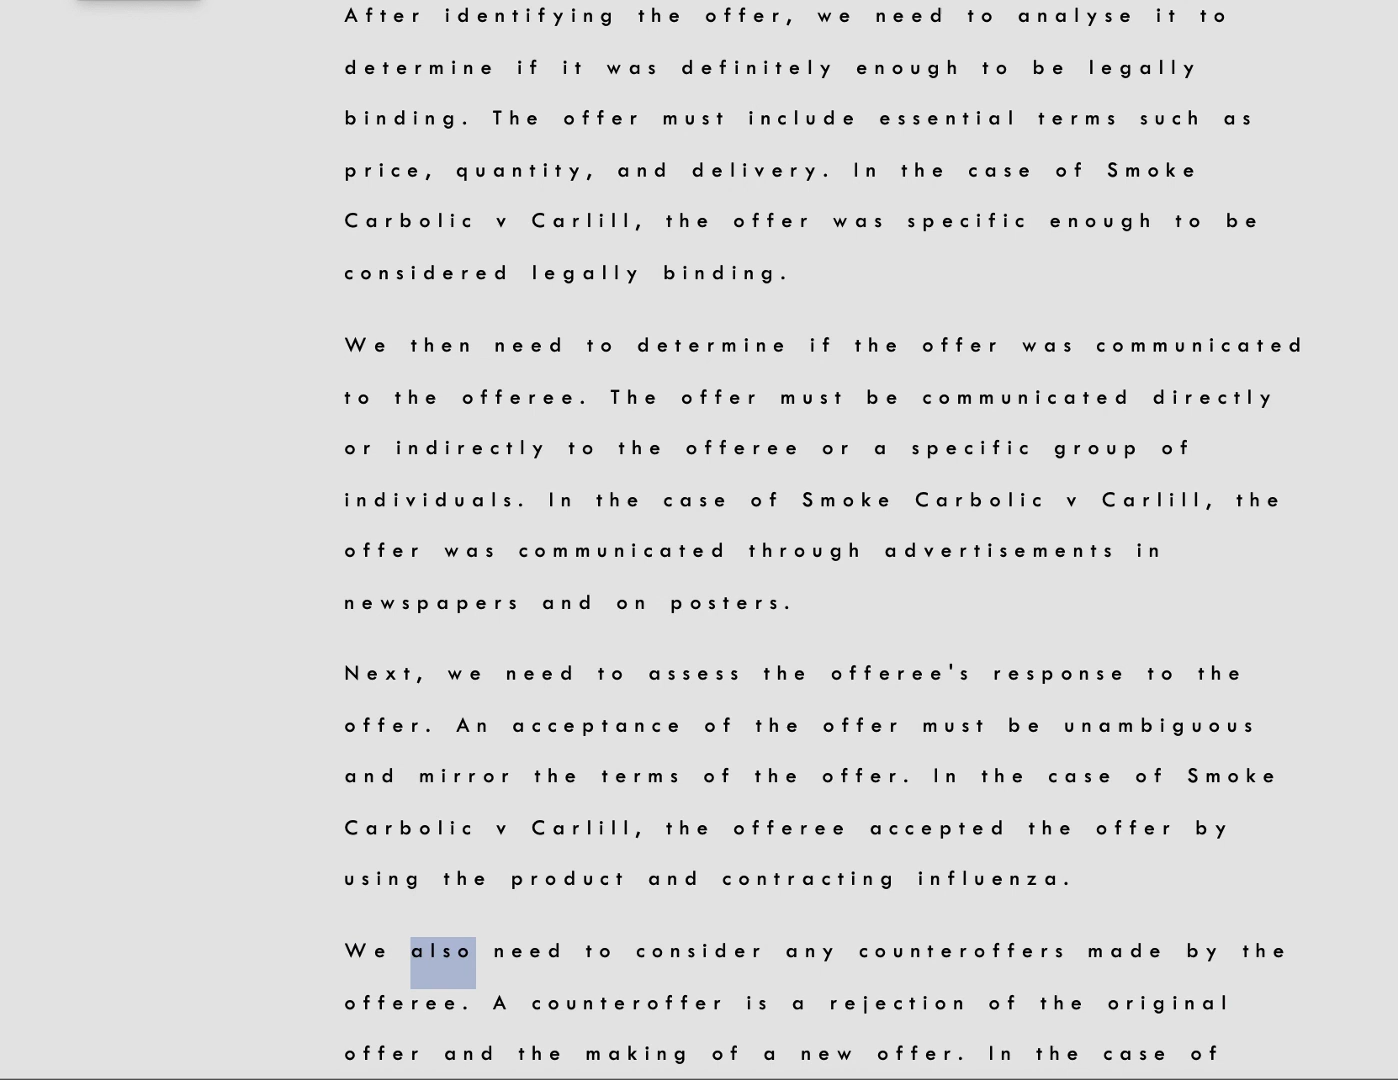 After identifying the offer, we need to analyse it to
determine if it was definitely enough to be legally
binding. The offer must include essential terms such as
price, quantity, and delivery. In the case of Smoke
Carbolic v Carlill, the offer was specific enough to be
considered legally binding.
We then need to determine if the offer was communicated
to the offeree. The offer must be communicated directly
or indirectly to the offeree or a specific group of
individuals. In the case of Smoke Carbolic v Carlill, the
offer was communicated through advertisements in
newspapers and on posters.
Next, we need to assess the offeree's response to the
offer. An acceptance of the offer must be unambiguous
and mirror the terms of the offer. In the case of Smoke
Carbolic v Carlill, the offeree accepted the offer by
using the product and contracting influenza.
We also need to consider any counteroffers made by the
offeree. A counteroffer is a rejection of the original
offer and the making of a new offer. In the case of